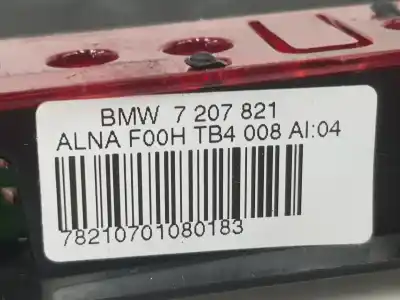 BMW 7 207 821
ALNA F00H TB4 008 AI:04
78210701080183